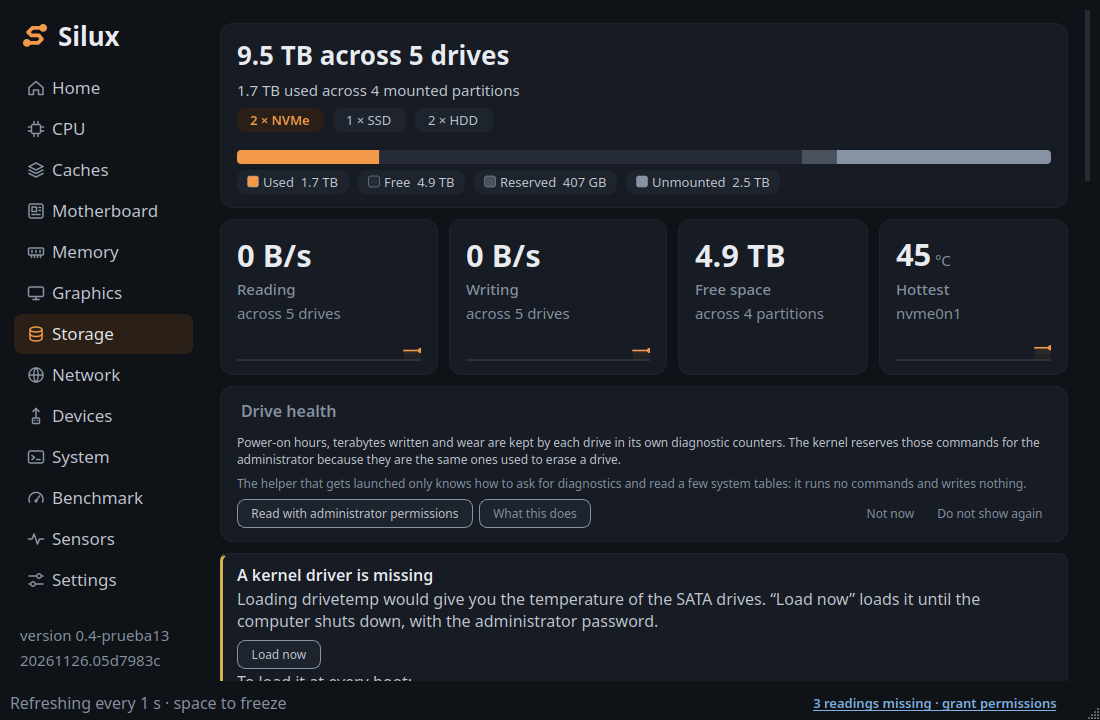 Silux
Home
CPU
Caches
Motherboard
Memory
Graphics
Storage
Network
Devices
System
Benchmark
Sensors
Settings
version 0.4-prueba13
20261126.05d7983c
9.5 TB across 5 drives
1.7 TB used across 4 mounted partitions
2 × NVMe 1 × SSD 2 × HDD
Used 1.7 TB Free 4.9 TB Reserved 407 GB Unmounted 2.5 TB
0 B/s
Reading
across 5 drives
0 B/s
Writing
across 5 drives
4.9 TB
Free space
across 4 partitions
45 °C
Hottest
nvme0n1
Drive health
Power-on hours, terabytes written and wear are kept by each drive in its own diagnostic counters. The kernel reserves those commands for the
administrator because they are the same ones used to erase a drive.
The helper that gets launched only knows how to ask for diagnostics and read a few system tables: it runs no commands and writes nothing.
Read with administrator permissions What this does Not now Do not show again
A kernel driver is missing
Loading drivetemp would give you the temperature of the SATA drives. “Load now” loads it until the
computer shuts down, with the administrator password.
Load now
To load it at every boot:
Refreshing every 1 s · space to freeze
3 readings missing · grant permissions